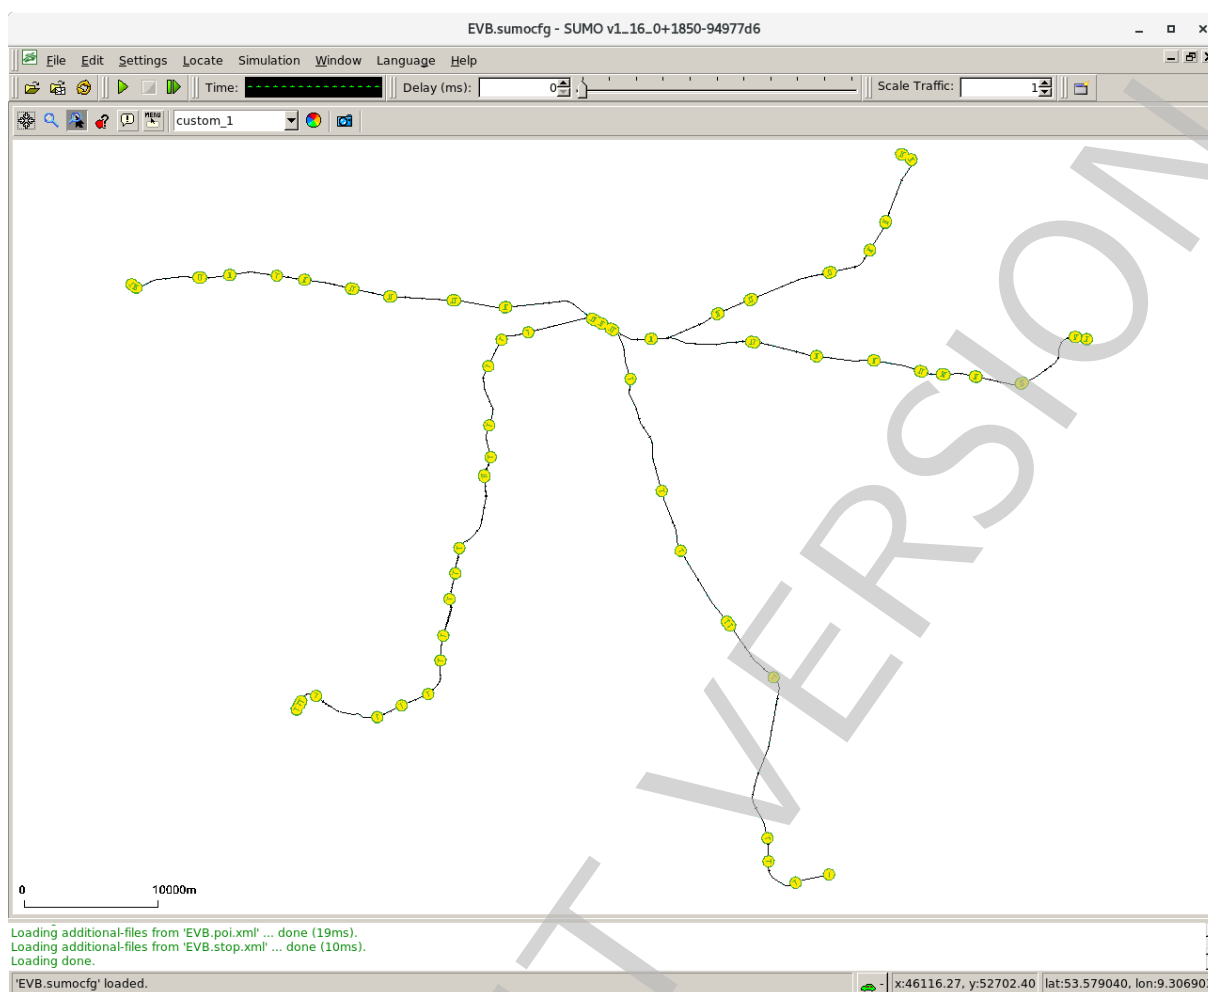 EVB.sumocfg - SUMO v1_16_0+1850-94977d6
File Edit Settings Locate Simulation Window Language Help
Time: Delay (ms): 0 Scale Traffic: 1
custom_1
0 10000m
Loading additional-files from 'EVB.poi.xml' ... done (19ms).
Loading additional-files from 'EVB.stop.xml' ... done (10ms).
Loading done.
'EVB.sumocfg' loaded. x:46116.27, y:52702.40 lat:53.579040, lon:9.30690
VERSION